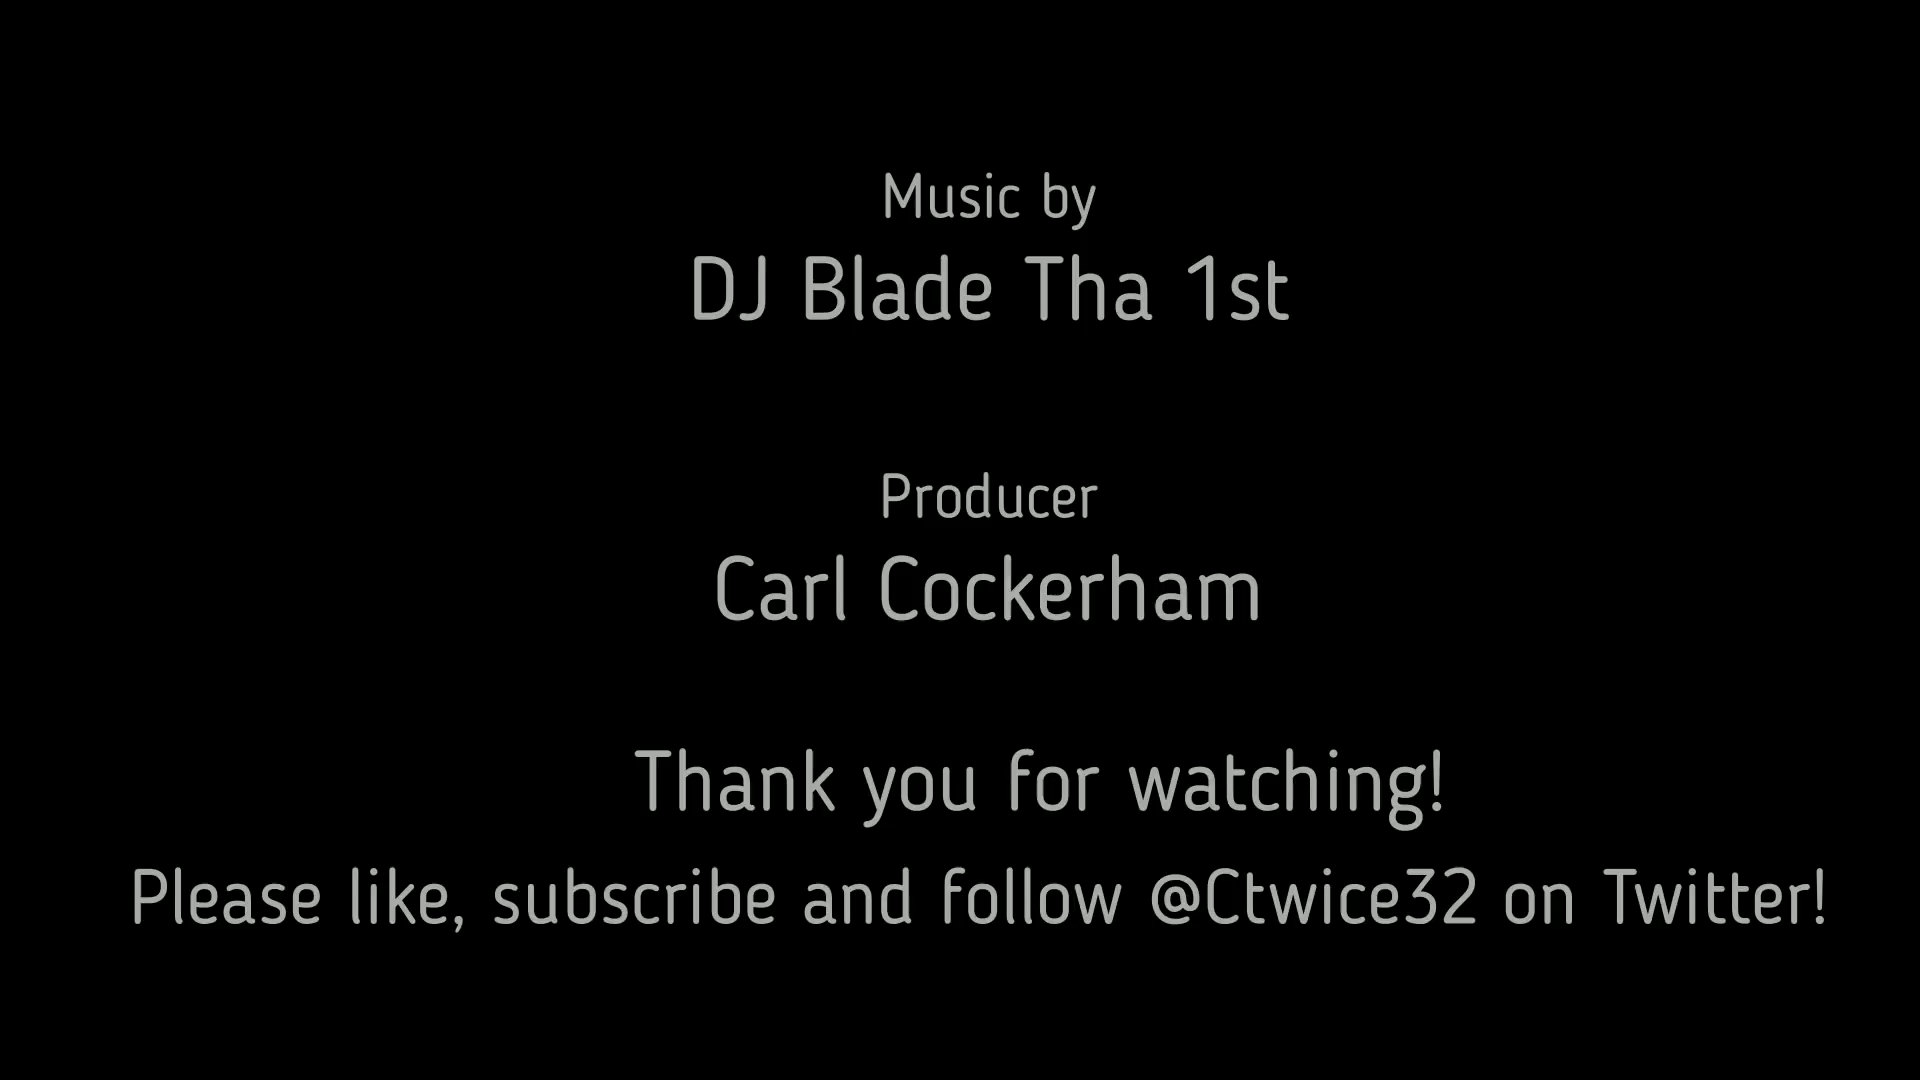 Music by
DJ Blade Tha 1st
Producer
Carl Cockerham
Thank you for watching!
Please like, subscribe and follow @Ctwice32 on Twitter!